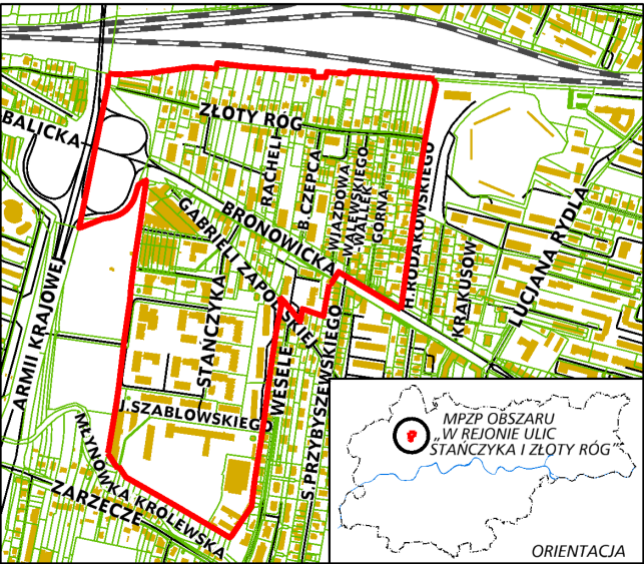 BALICKA
ZŁOTY RÓG
RACHELI
B.CZEPCA
WIAZDOWA
WALEWSKIEGO
WAŁEK
GÓRNA
H.RODAKOWSKIEGO
GABRIELI ZAPOLSKIEJ
BRONOWICKA
KRAKUSÓW
LUCJANA RYDLA
ARMII KRAJOWEJ
STAŃCZYKA
WESELE
S.PRZYBYSZEWSKIEGO
J.SZABLOWSKIEGO
MŁYNÓWKA KRÓLEWSKA
ZARZECZE
MPZP OBSZARU
„W REJONIE ULIC
STAŃCZYKA I ZŁOTY RÓG”
ORIENTACJA